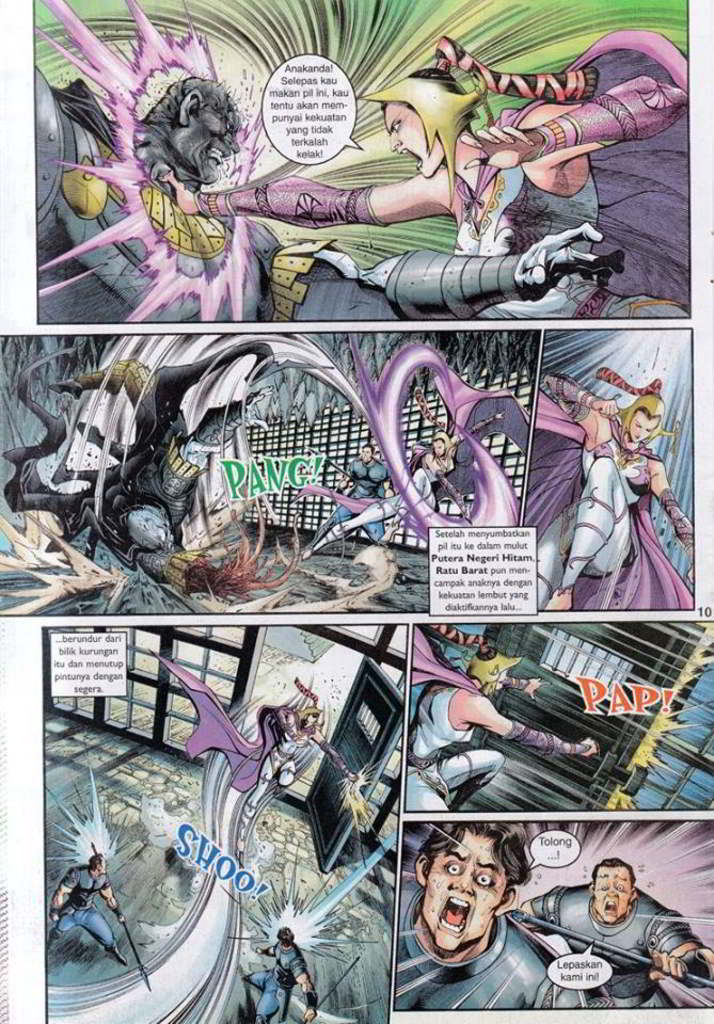 Anakanda!
Selepas kau
makan pil ini, kau
tentu akan mem-
punyai kekuatan
yang tidak
terkalah
kelak!
PANG!
Setelah menyumbatkan
pil itu ke dalam mulut
Putera Negeri Hitam,
Ratu Barat pun men-
campak anaknya dengan
kekuatan lembut yang
diaktifkannya lalu...
10
...berundur dari
bilik kurungan
itu dan menutup
pintunya dengan
segera.
PAP!
SHOO!
Tolong
...!
Lepaskan
kami ini!